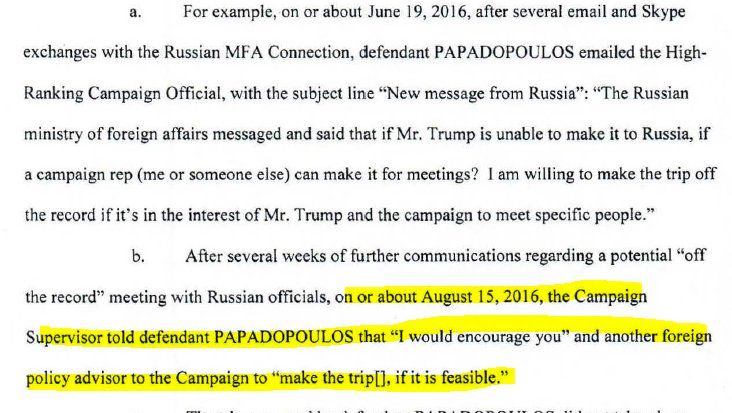 a. For example, on or about June 19, 2016, after several email and Skype
exchanges with the Russian MFA Connection, defendant PAPADOPOULOS emailed the High-
Ranking Campaign Official, with the subject line “New message from Russia”: “The Russian
ministry of foreign affairs messaged and said that if Mr. Trump is unable to make it to Russia, if
a campaign rep (me or someone else) can make it for meetings? I am willing to make the trip off
the record if it’s in the interest of Mr. Trump and the campaign to meet specific people.”
b. After several weeks of further communications regarding a potential “off
the record” meeting with Russian officials, on or about August 15, 2016, the Campaign
Supervisor told defendant PAPADOPOULOS that “I would encourage you” and another foreign
policy advisor to the Campaign to “make the trip[], if it is feasible.”